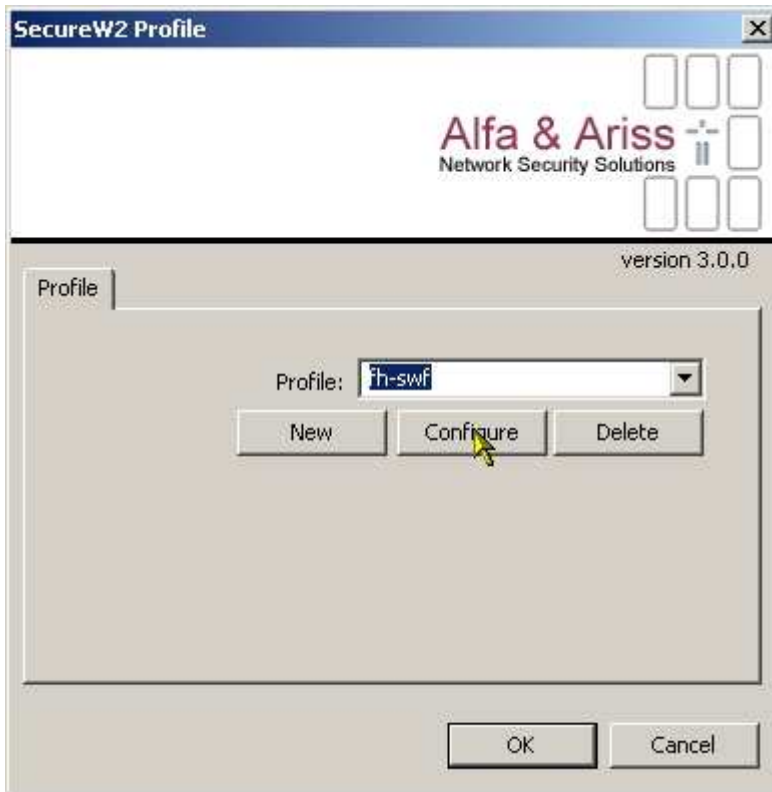 SecureW2 Profile
Alfa & Ariss
Network Security Solutions
version 3.0.0
Profile
Profile: fh-swf
New Configure Delete
OK Cancel